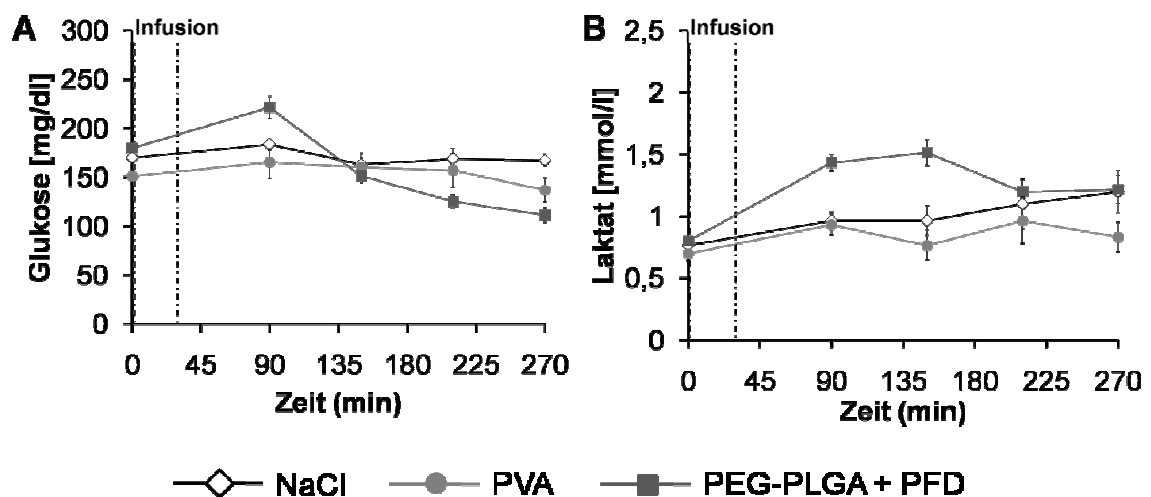 A
Infusion
300
250
200
150
100
50
0
Glukose [mg/dl]
0 45 90 135 180 225 270
Zeit (min)
B
Infusion
2,5
2
1,5
1
0,5
0
Laktat [mmol/l]
0 45 90 135 180 225 270
Zeit (min)
NaCl PVA PEG-PLGA + PFD